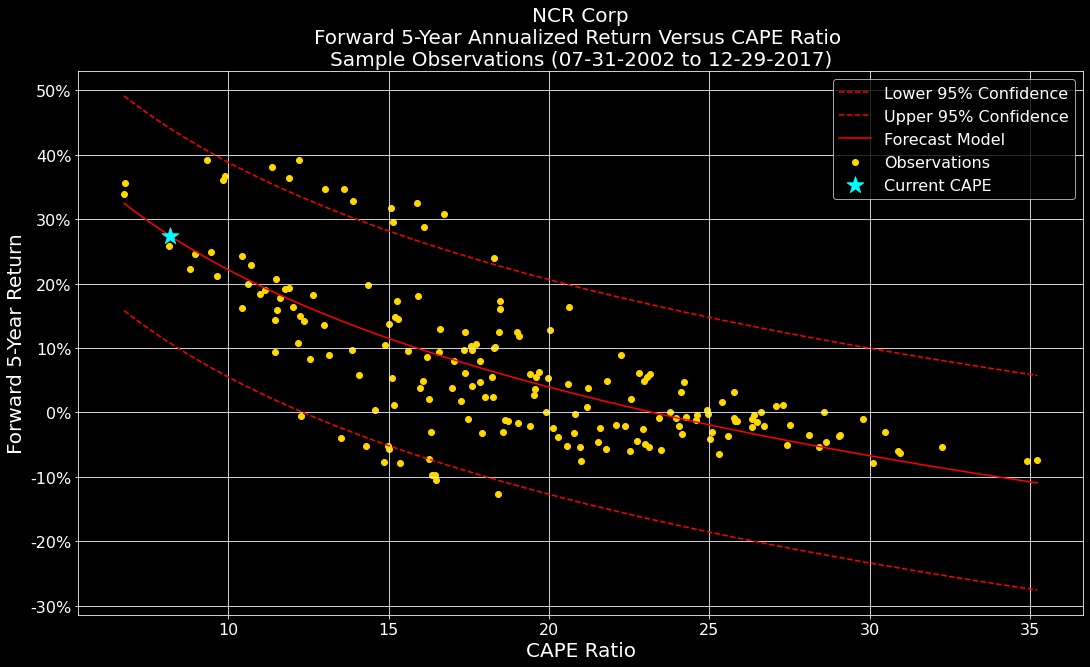 NCR Corp
Forward 5-Year Annualized Return Versus CAPE Ratio
Sample Observations (07-31-2002 to 12-29-2017)
Lower 95% Confidence
Upper 95% Confidence
Forecast Model
Observations
Current CAPE
Forward 5-Year Return
50%
40%
30%
20%
10%
0%
-10%
-20%
-30%
10 15 20 25 30 35
CAPE Ratio